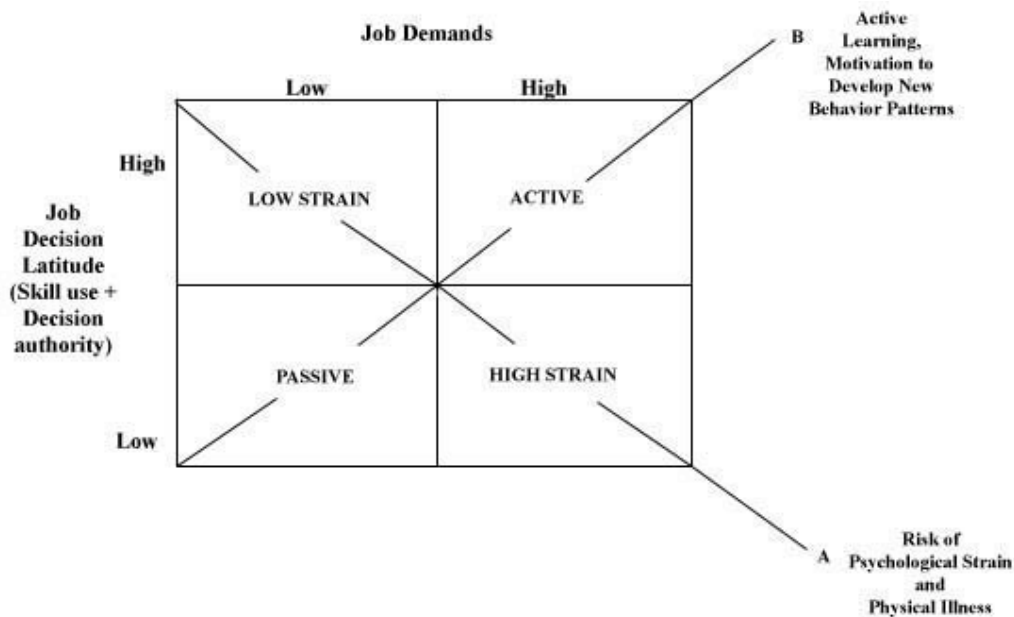 Job Demands
B
Active
Learning,
Motivation to
Develop New
Behavior Patterns
Low
High
High
LOW STRAIN
ACTIVE
Job
Decision
Latitude
(Skill use +
Decision
authority)
PASSIVE
HIGH STRAIN
Low
A
Risk of
Psychological Strain
and
Physical Illness